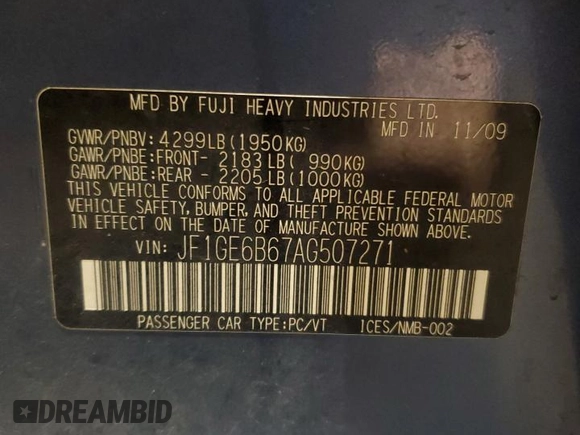 MFD BY FUJI HEAVY INDUSTRIES LTD.
MFD IN 11/09
GVWR/PNBV: 4299LB(1950KG)
GAWR/PNBE:FRONT- 2183LB( 990KG)
GAWR/PNBE:REAR - 2205LB(1000KG)
THIS VEHICLE CONFORMS TO ALL APPLICABLE FEDERAL MOTOR
VEHICLE SAFETY, BUMPER, AND THEFT PREVENTION STANDARDS
IN EFFECT ON THE DATE OF MANUFACTURE SHOWN ABOVE.
VIN: JF1GE6B67AG507271
PASSENGER CAR TYPE:PC/VT ICES/NMB-002
DREAMBID